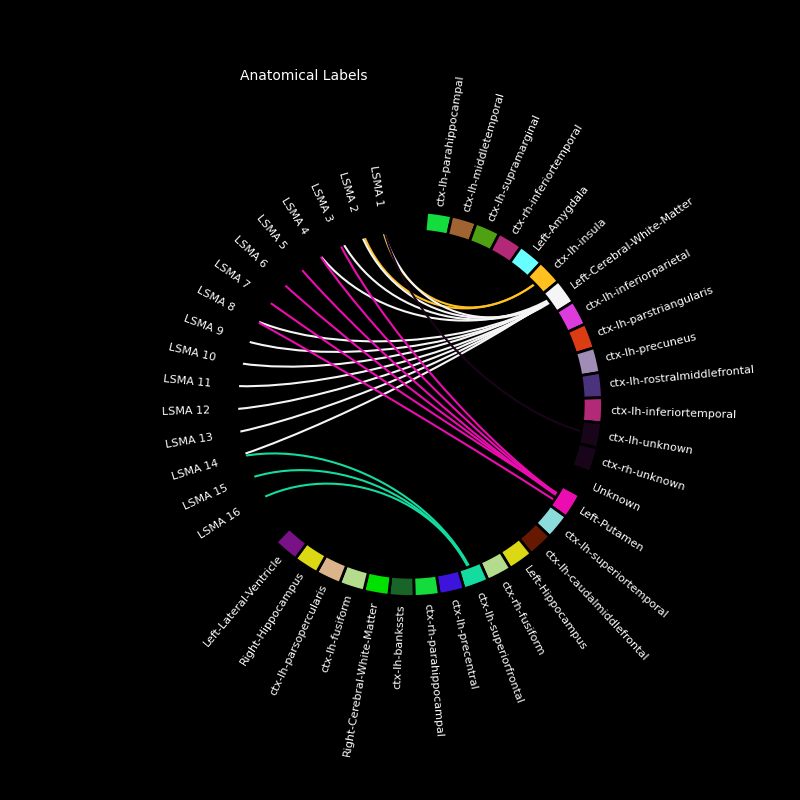 Anatomical Labels
LSMA 1
LSMA 2
LSMA 3
LSMA 4
LSMA 5
LSMA 6
LSMA 7
LSMA 8
LSMA 9
LSMA 10
LSMA 11
LSMA 12
LSMA 13
LSMA 14
LSMA 15
LSMA 16
ctx-lh-parahippocampal
ctx-lh-middletemporal
ctx-lh-supramarginal
ctx-rh-inferiortemporal
Left-Amygdala
ctx-lh-insula
Left-Cerebral-White-Matter
ctx-lh-inferiorparietal
ctx-lh-parstriangularis
ctx-lh-precuneus
ctx-lh-rostralmiddlefrontal
ctx-lh-inferiortemporal
ctx-lh-unknown
ctx-rh-unknown
Unknown
Left-Putamen
ctx-lh-superiortemporal
ctx-lh-caudalmiddlefrontal
Left-Hippocampus
ctx-rh-fusiform
ctx-lh-superiorfrontal
ctx-lh-precentral
ctx-rh-parahippocampal
ctx-lh-bankssts
Right-Cerebral-White-Matter
ctx-lh-fusiform
ctx-lh-parsopercularis
Right-Hippocampus
Left-Lateral-Ventricle